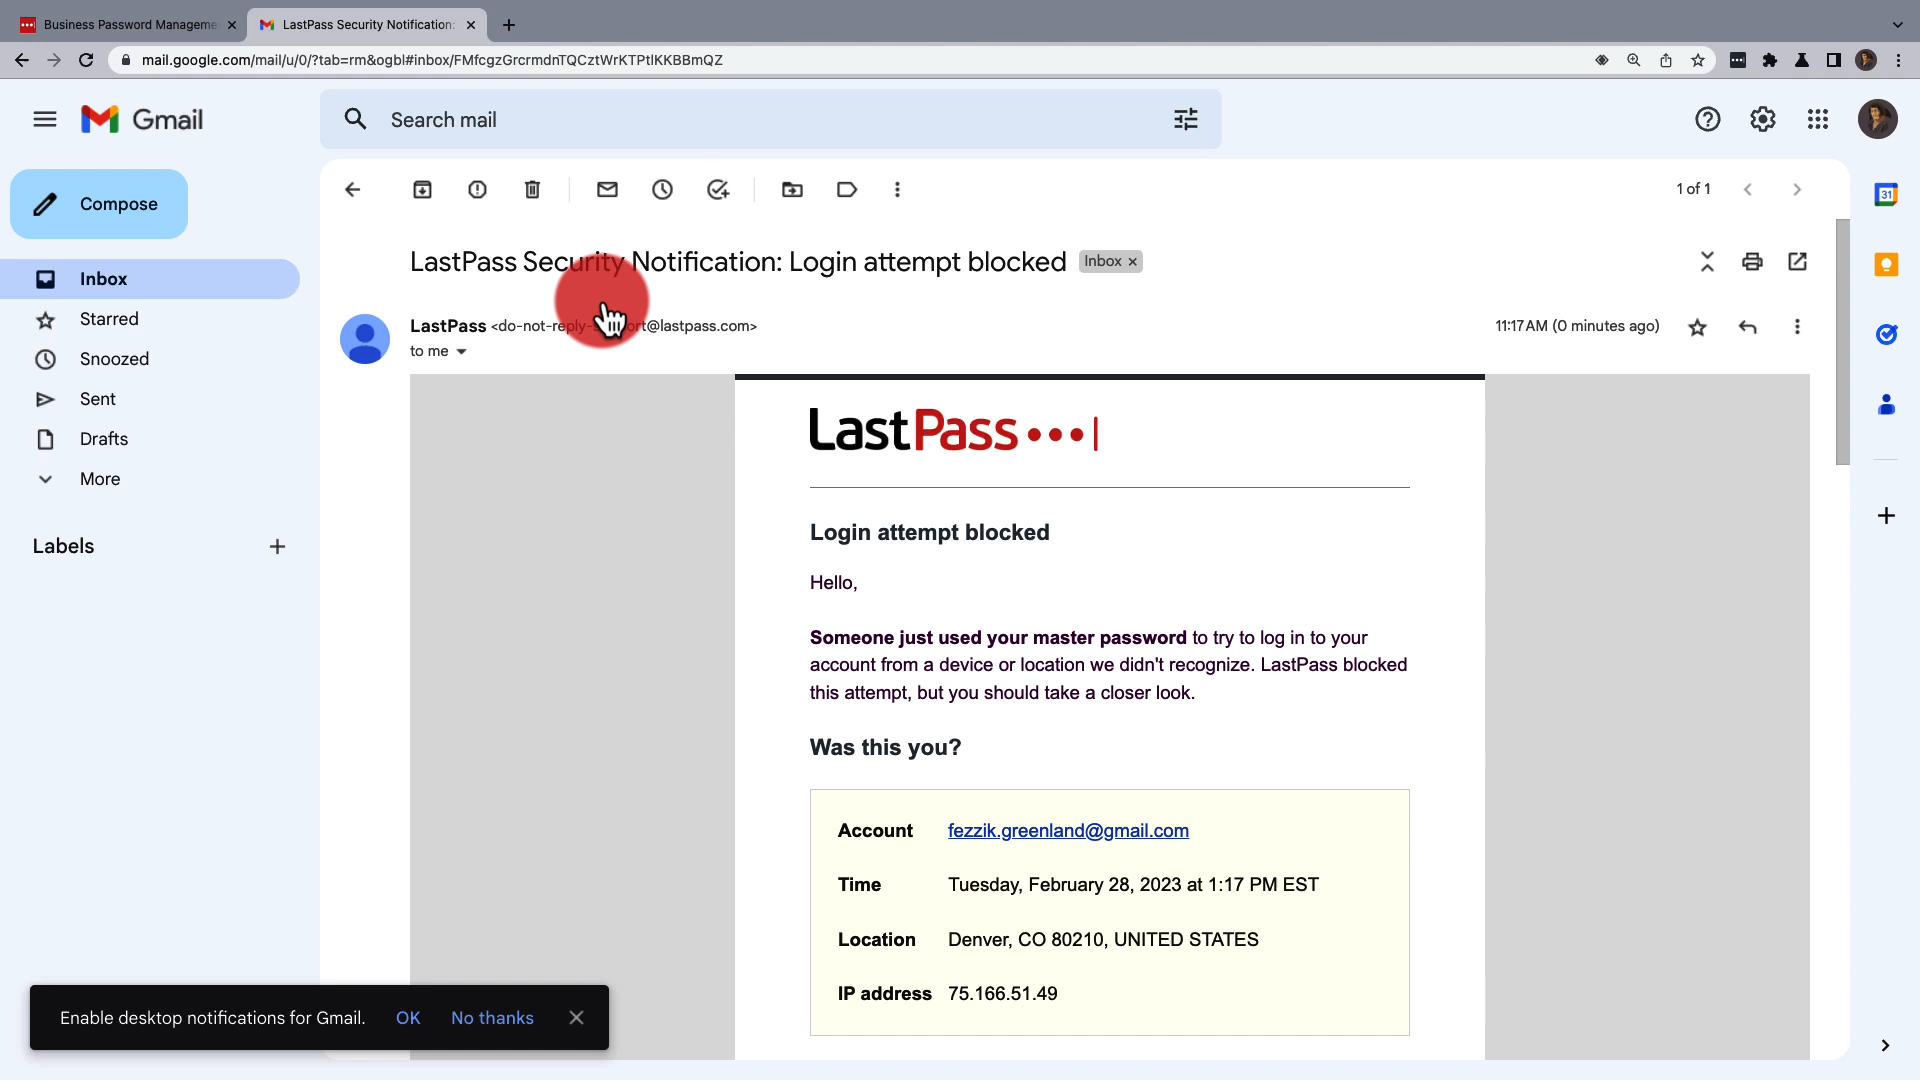 Business Password Manageme
LastPass Security Notification:
mail.google.com/mail/u/0/?tab=rm&ogbl#inbox/FMfcgzGrcrmdnTQCztWrKTPtlKKBBmQZ
Gmail
Search mail
Compose
1 of 1
31
Inbox
Starred
Snoozed
Sent
Drafts
More
Labels
LastPass Security Notification: Login attempt blocked Inbox
LastPass <do-not-reply- @lastpass.com>
11:17 AM (0 minutes ago)
to me
LastPass
Login attempt blocked
Hello,
Someone just used your master password to try to log in to your
account from a device or location we didn't recognize. LastPass blocked
this attempt, but you should take a closer look.
Was this you?
Account fezzik.greenland@gmail.com
Time Tuesday, February 28, 2023 at 1:17 PM EST
Location Denver, CO 80210, UNITED STATES
IP address 75.166.51.49
Enable desktop notifications for Gmail. OK No thanks